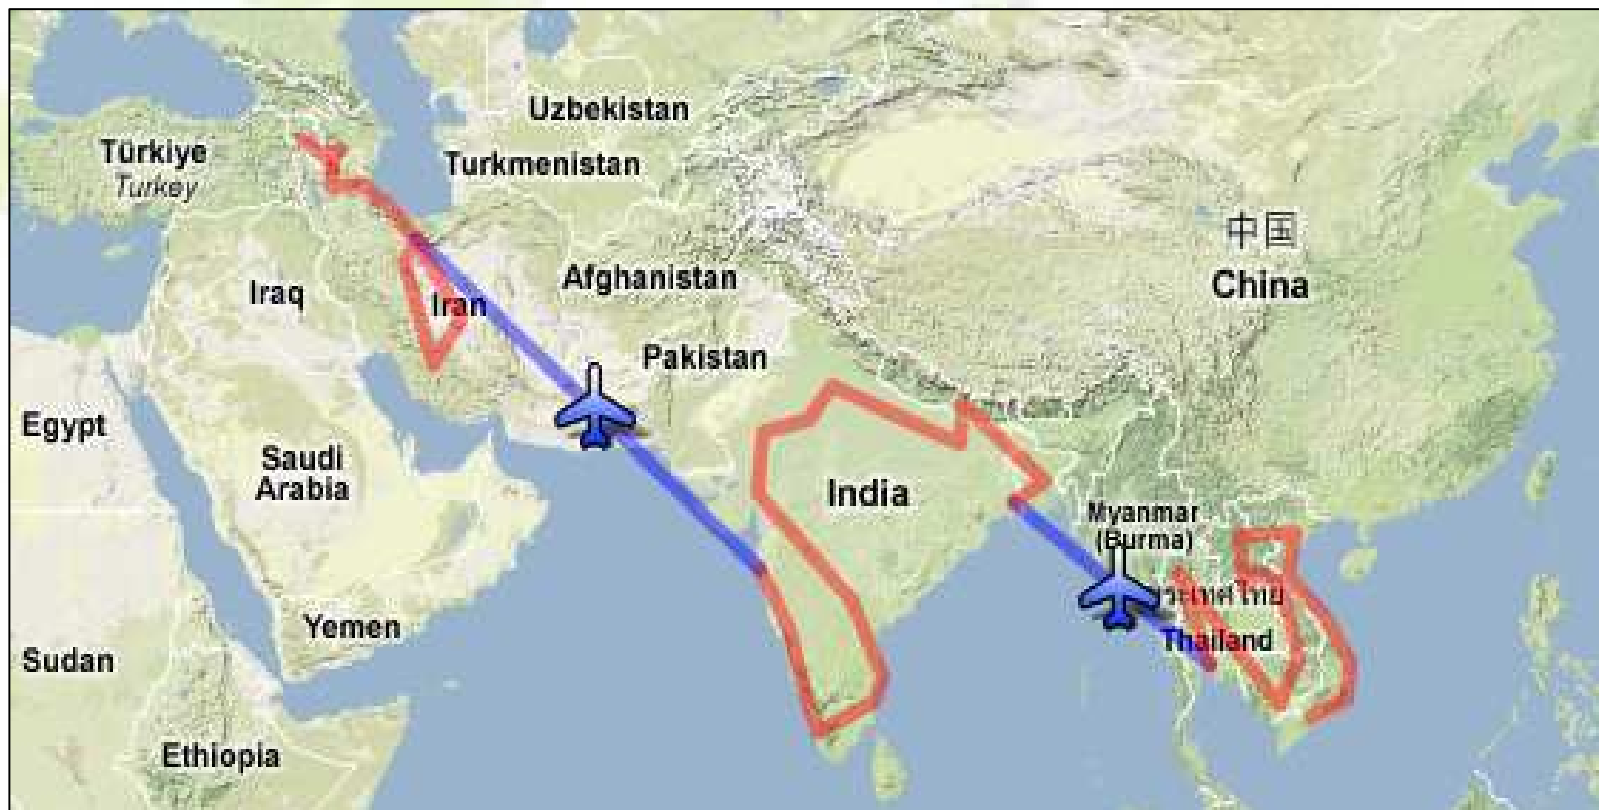 Uzbekistan
Türkiye
Turkey
Turkmenistan
中国
China
Afghanistan
Iraq
Iran
Pakistan
Egypt
Saudi
Arabia
India
Myanmar
(Burma)
Thailand
Yemen
Sudan
Ethiopia